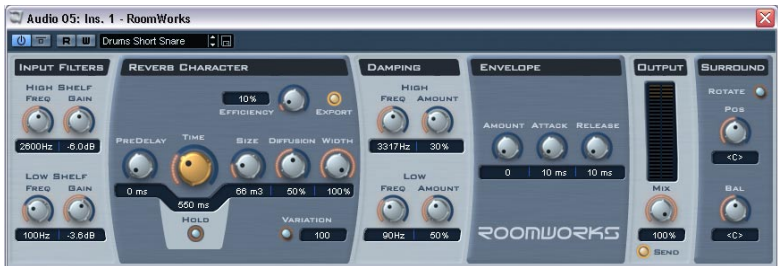 Audio 05: Ins. 1 - RoomWorks
R W Drums Short Snare
INPUT FILTERS
HIGH SHELF
FREQ GAIN
2600Hz -6.0dB
LOW SHELF
FREQ GAIN
100Hz -3.6dB
REVERB CHARACTER
10%
EFFICIENCY EXPORT
PREDELAY TIME SIZE DIFFUSION WIDTH
0 ms 550 ms 66 m3 50% 100%
HOLD
VARIATION
100
DAMPING
HIGH
FREQ AMOUNT
3317Hz 30%
LOW
FREQ AMOUNT
90Hz 50%
ENVELOPE
AMOUNT ATTACK RELEASE
0 10 ms 10 ms
ROOMWORKS
OUTPUT
MIX
100%
SEND
SURROUND
ROTATE
POS
<C>
BAL
<C>